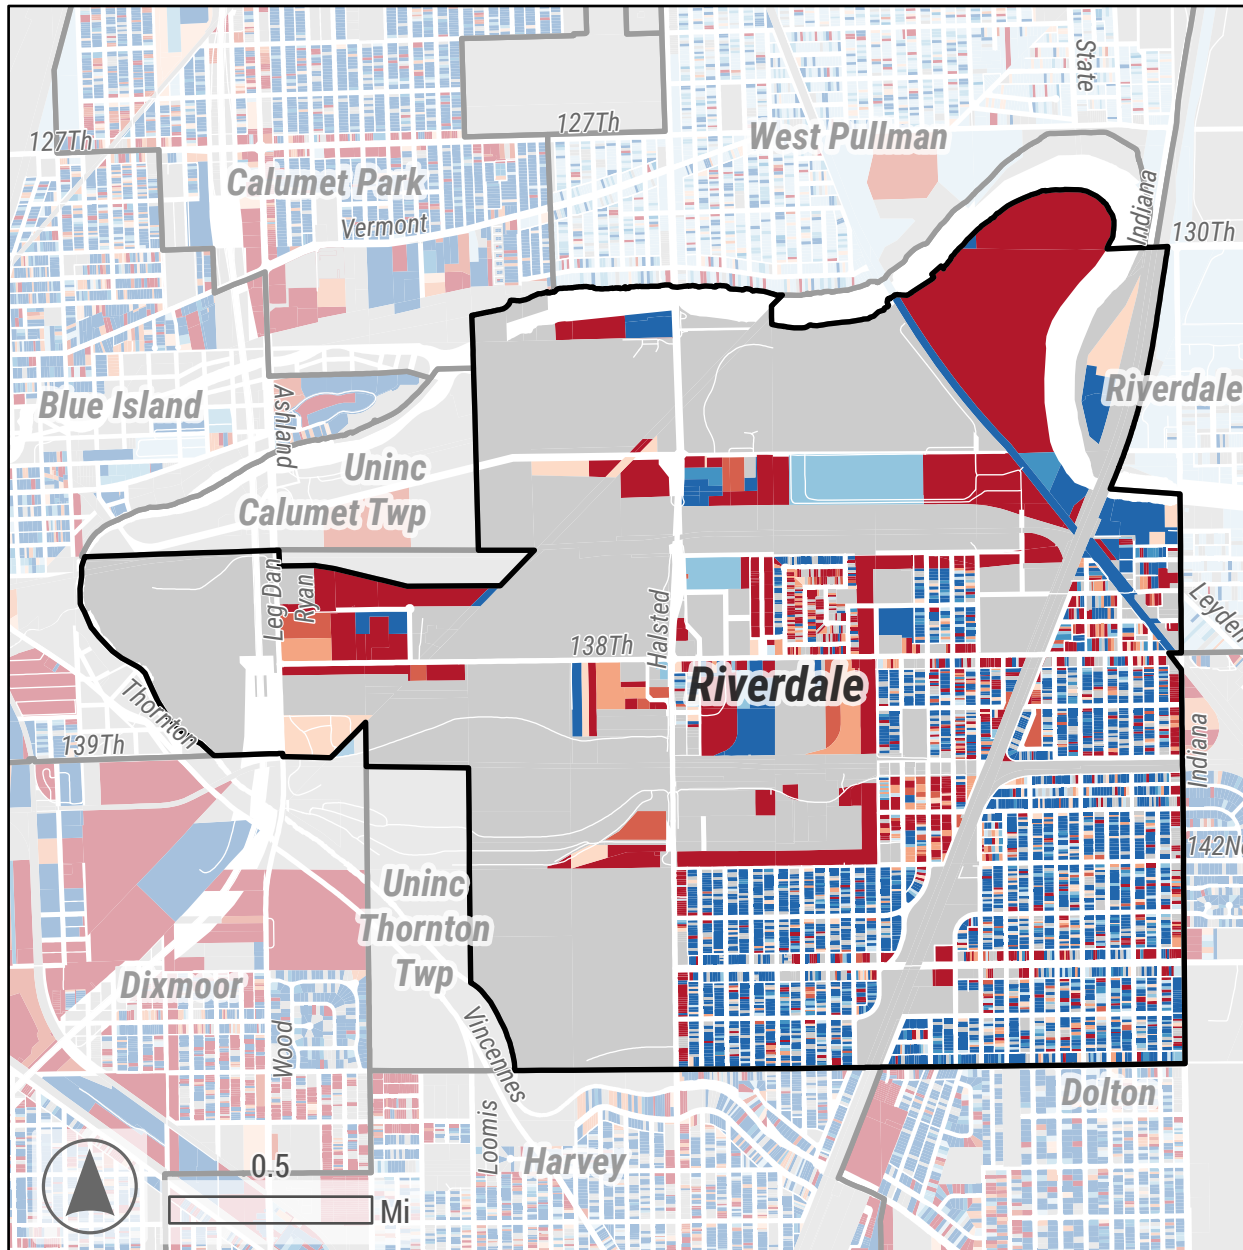 State
127Th
127Th
West Pullman
Calumet Park
Indiana
Vermont
130Th
Blue Island
Ashland
Riverdale
Uninc
Calumet Twp
Leg Dan
Ryan
Leyden
138Th
Halsted
Riverdale
Thornton
139Th
Indiana
142Nd
Uninc
Thornton
Twp
Dixmoor
Wood
Vincennes
Dolton
Loomis
Harvey
0.5
Mi